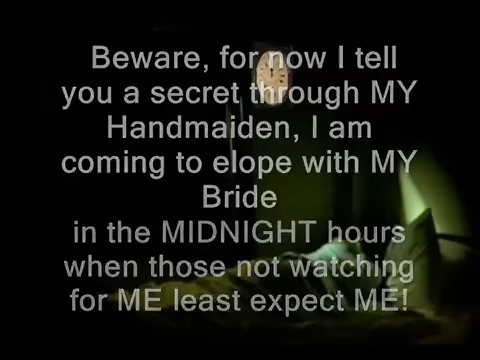 Beware, for now I tell
you a secret through MY
Handmaiden, I am
coming to elope with MY
Bride
in the MIDNIGHT hours
when those not watching
for ME least expect ME!